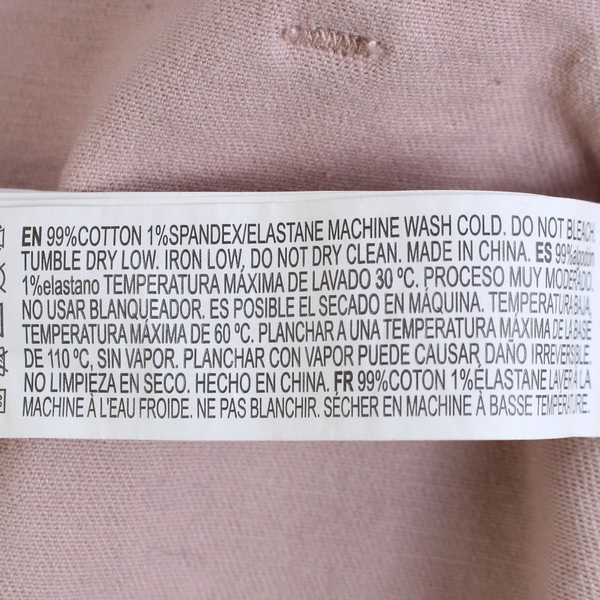 EN 99%COTTON 1%SPANDEX/ELASTANE MACHINE WASH COLD. DO NOT BLEACH.
TUMBLE DRY LOW. IRON LOW, DO NOT DRY CLEAN. MADE IN CHINA. ES 99%algodón
1%elastano TEMPERATURA MÁXIMA DE LAVADO 30 ºC. PROCESO MUY MODERADO.
NO USAR BLANQUEADOR. ES POSIBLE EL SECADO EN MÁQUINA. TEMPERATURA BAJA,
TEMPERATURA MÁXIMA DE 60 ºC. PLANCHAR A UNA TEMPERATURA MÁXIMA DE LA BASE
DE 110 ºC, SIN VAPOR. PLANCHAR CON VAPOR PUEDE CAUSAR DAÑO IRREVERSIBLE.
NO LIMPIEZA EN SECO. HECHO EN CHINA. FR 99%COTON 1%ÉLASTANE LAVER À LA
MACHINE À L'EAU FROIDE. NE PAS BLANCHIR. SÉCHER EN MACHINE À BASSE TEMPÉRATURE.